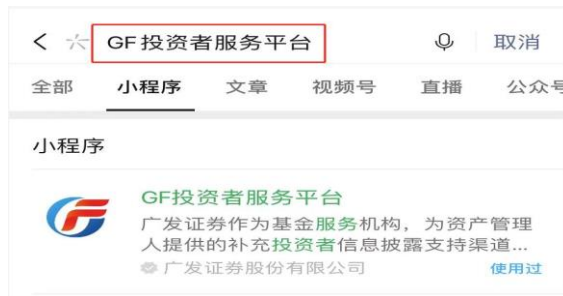 GF投资者服务平台 取消
全部 小程序 文章 视频号 直播 公众号
小程序
GF投资者服务平台
广发证券作为基金服务机构，为资产管理
人提供的补充投资者信息披露支持渠道...
广发证券股份有限公司 使用过